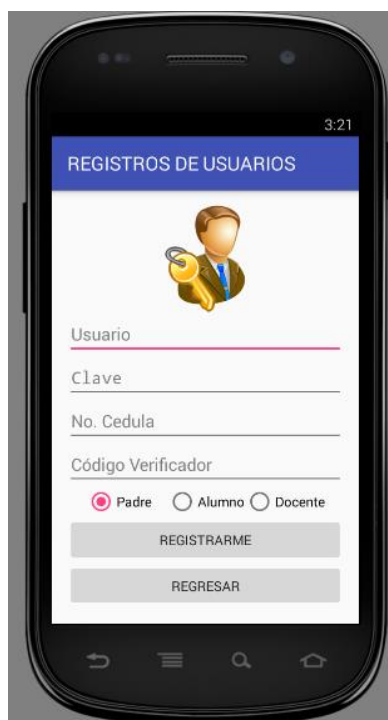 3:21
REGISTROS DE USUARIOS
Usuario
Clave
No. Cedula
Código Verificador
Padre Alumno Docente
REGISTRARME
REGRESAR